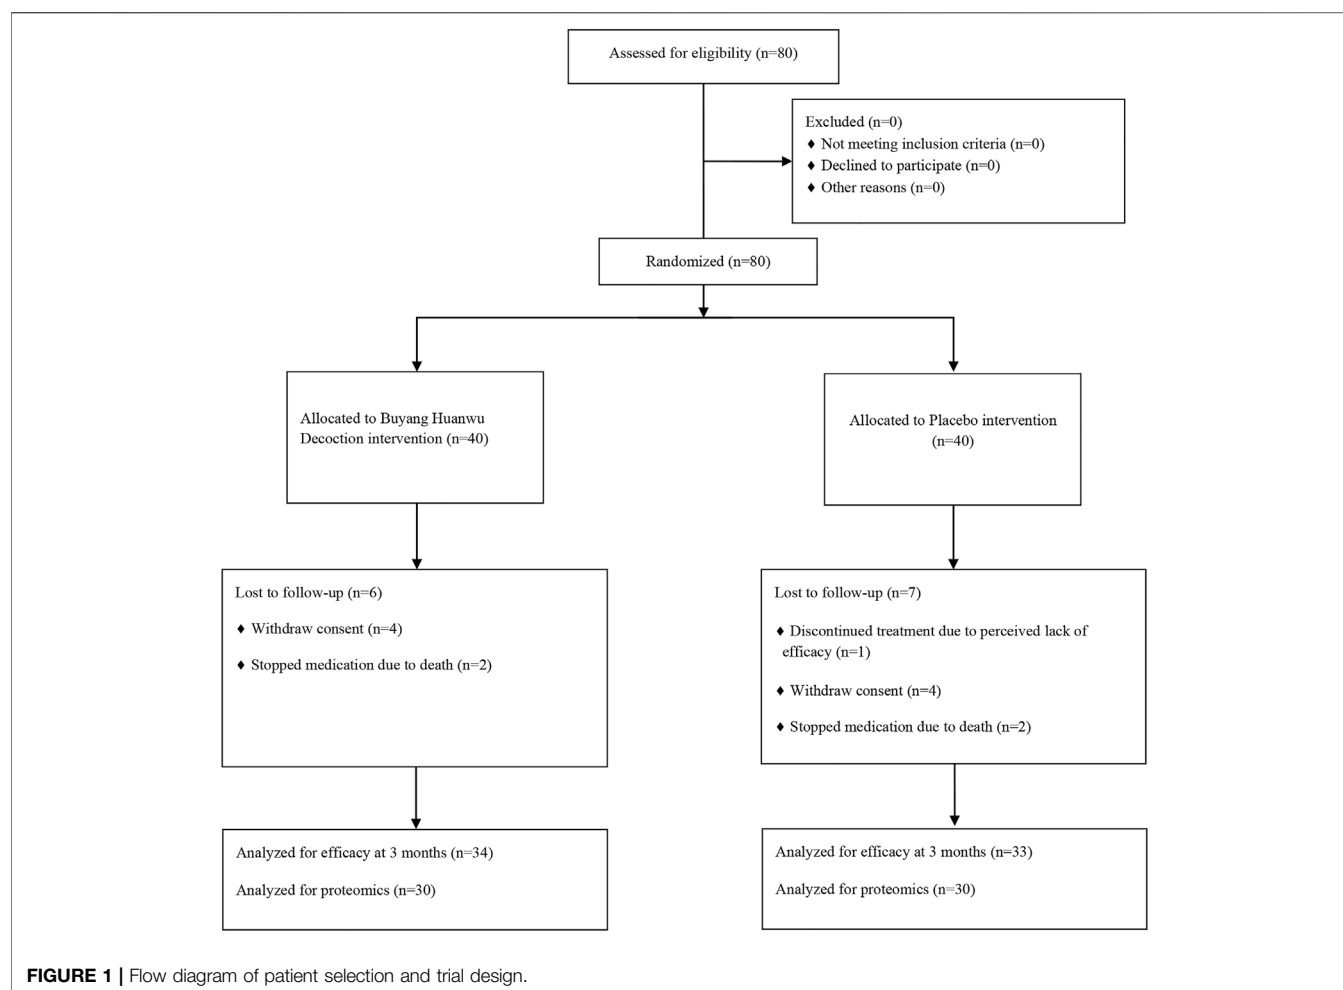 Assessed for eligibility (n=80)
Excluded (n=0)
♦ Not meeting inclusion criteria (n=0)
♦ Declined to participate (n=0)
♦ Other reasons (n=0)
Randomized (n=80)
Allocated to Buyang Huanwu
Decoction intervention (n=40)
Allocated to Placebo intervention
(n=40)
Lost to follow-up (n=6)
♦ Withdraw consent (n=4)
♦ Stopped medication due to death (n=2)
Lost to follow-up (n=7)
♦ Discontinued treatment due to perceived lack of
efficacy (n=1)
♦ Withdraw consent (n=4)
♦ Stopped medication due to death (n=2)
Analyzed for efficacy at 3 months (n=34)
Analyzed for proteomics (n=30)
Analyzed for efficacy at 3 months (n=33)
Analyzed for proteomics (n=30)
FIGURE 1 | Flow diagram of patient selection and trial design.